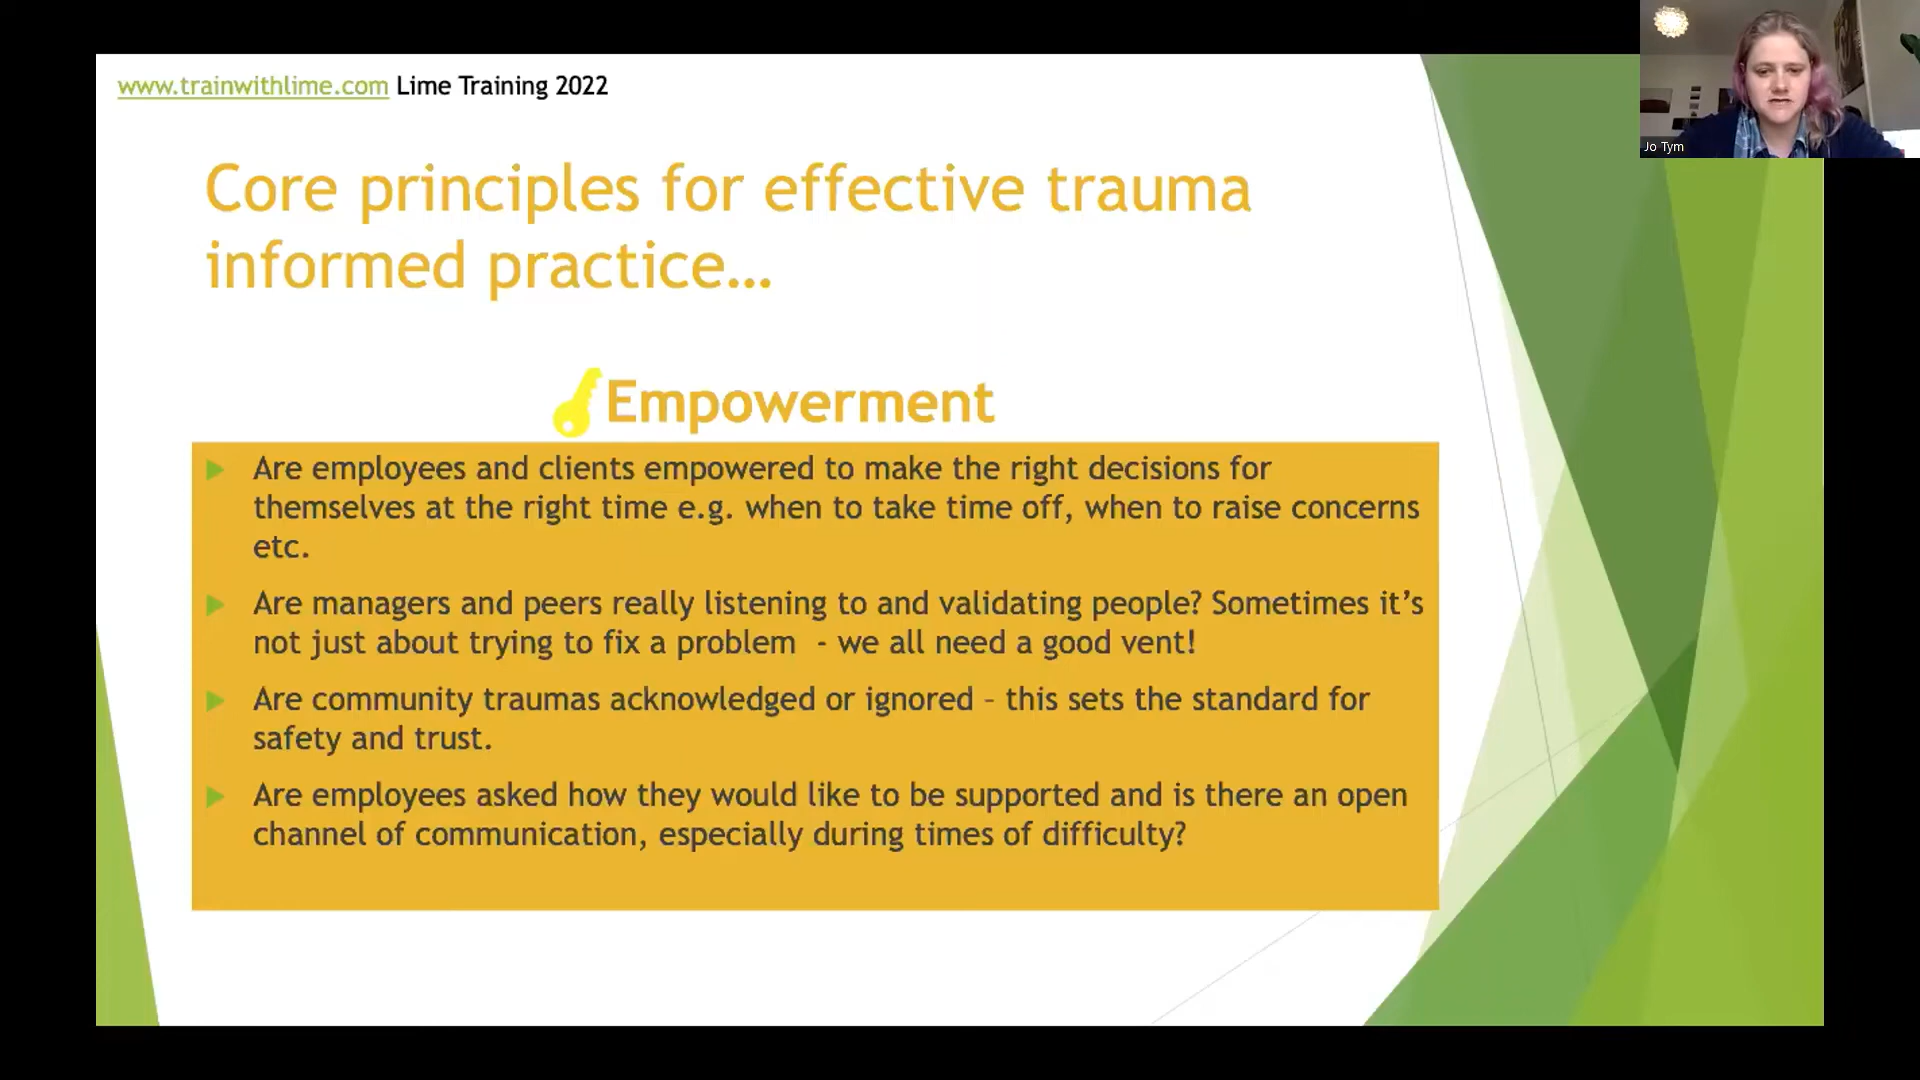 www.trainwithlime.com Lime Training 2022
Jo Tym
Core principles for effective trauma
informed practice…
Empowerment
Are employees and clients empowered to make the right decisions for
themselves at the right time e.g. when to take time off, when to raise concerns
etc.
Are managers and peers really listening to and validating people? Sometimes it’s
not just about trying to fix a problem  - we all need a good vent!
Are community traumas acknowledged or ignored – this sets the standard for
safety and trust.
Are employees asked how they would like to be supported and is there an open
channel of communication, especially during times of difficulty?